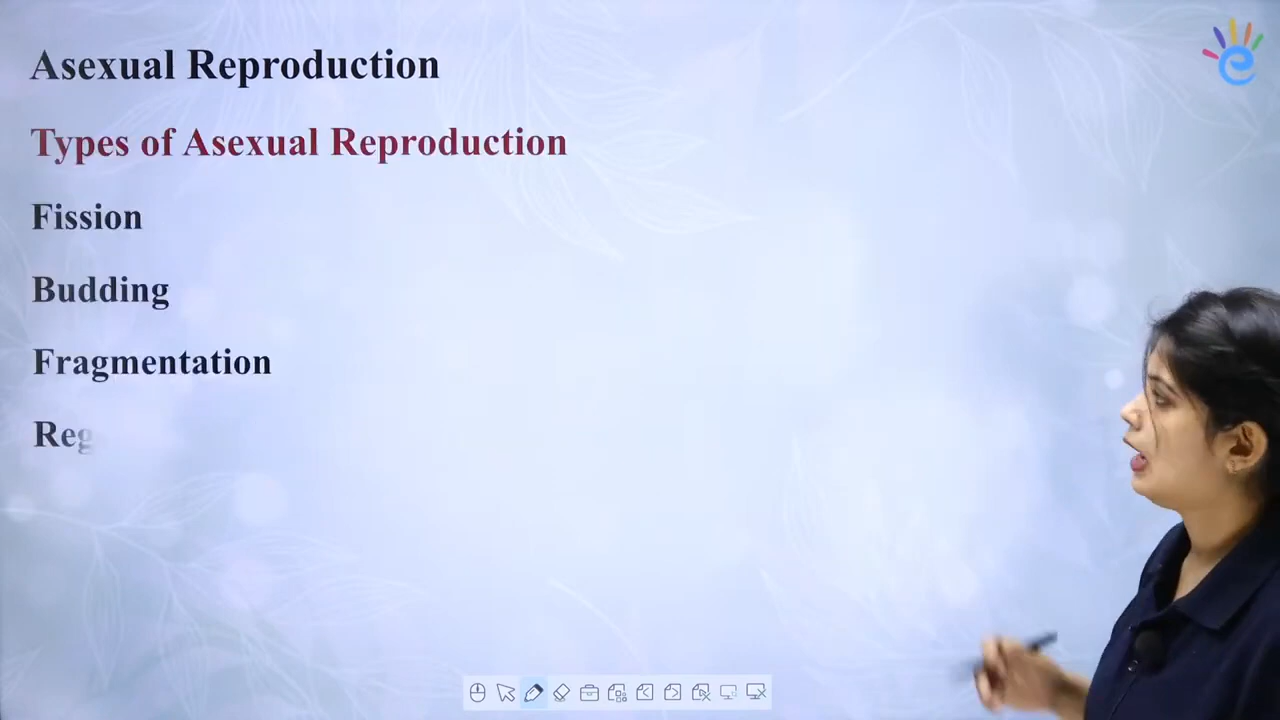 Asexual Reproduction
Types of Asexual Reproduction
Fission
Budding
Fragmentation
Reg